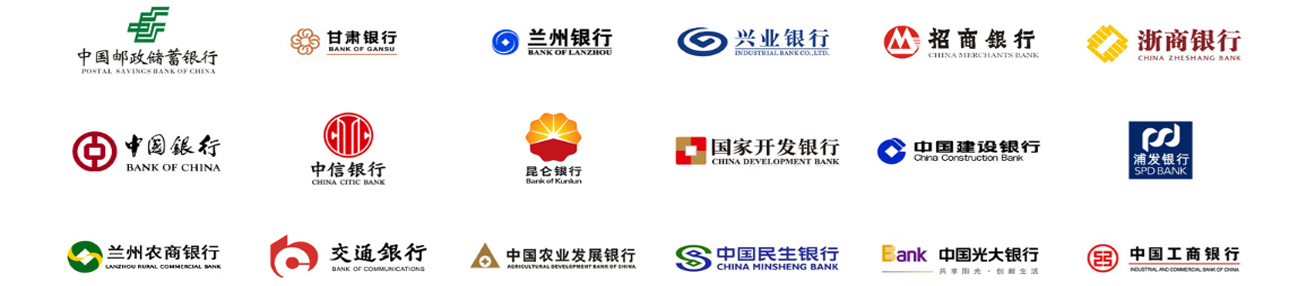 中国邮政储蓄银行
POSTAL SAVINGS BANK OF CHINA
甘肃银行
BANK OF GANSU
兰州银行
BANK OF LANZHOU
兴业银行
INDUSTRIAL BANK CO.,LTD.
招商银行
CHINA MERCHANTS BANK
浙商银行
CHINA ZHESHANG BANK
中國銀行
BANK OF CHINA
CITIC
中信银行
CHINA CITIC BANK
昆仑银行
Bank of Kunlun
国家开发银行
CHINA DEVELOPMENT BANK
中国建设银行
China Construction Bank
浦发银行
SPD BANK
兰州农商银行
LANZHOU RURAL COMMERCIAL BANK
交通銀行
BANK OF COMMUNICATIONS
中国农业发展银行
AGRICULTURAL DEVELOPMENT BANK OF CHINA
中国民生银行
CHINA MINSHENG BANK
Bank 中国光大银行
共享阳光·创新生活
中国工商银行
INDUSTRIAL AND COMMERCIAL BANK OF CHINA